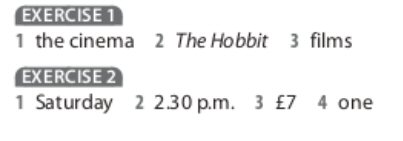 EXERCISE 1
1 the cinema 2 The Hobbit 3 films
EXERCISE 2
1 Saturday 2 2.30 p.m. 3 £7 4 one